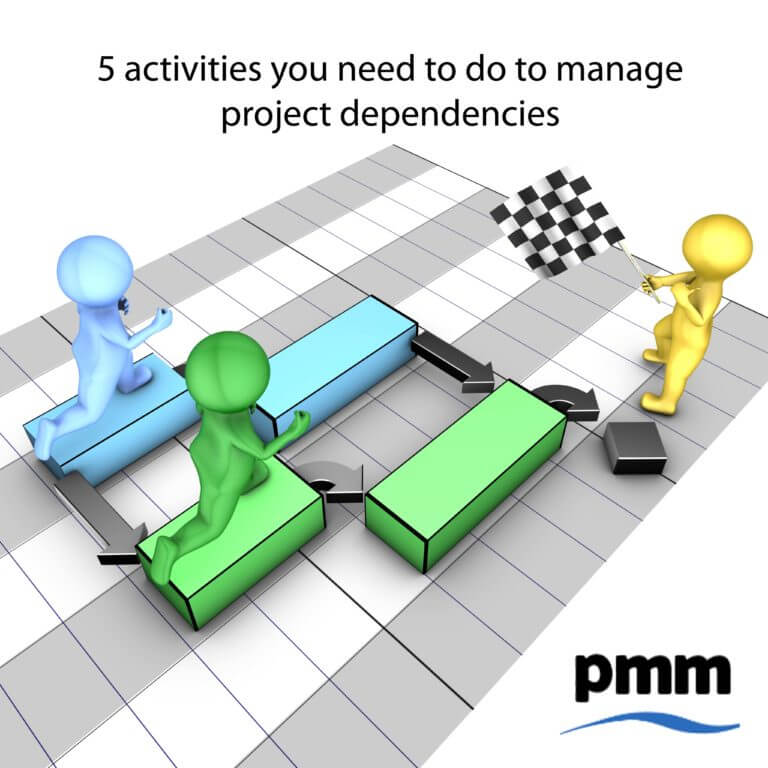 5 activities you need to do to manage
project dependencies
pmm